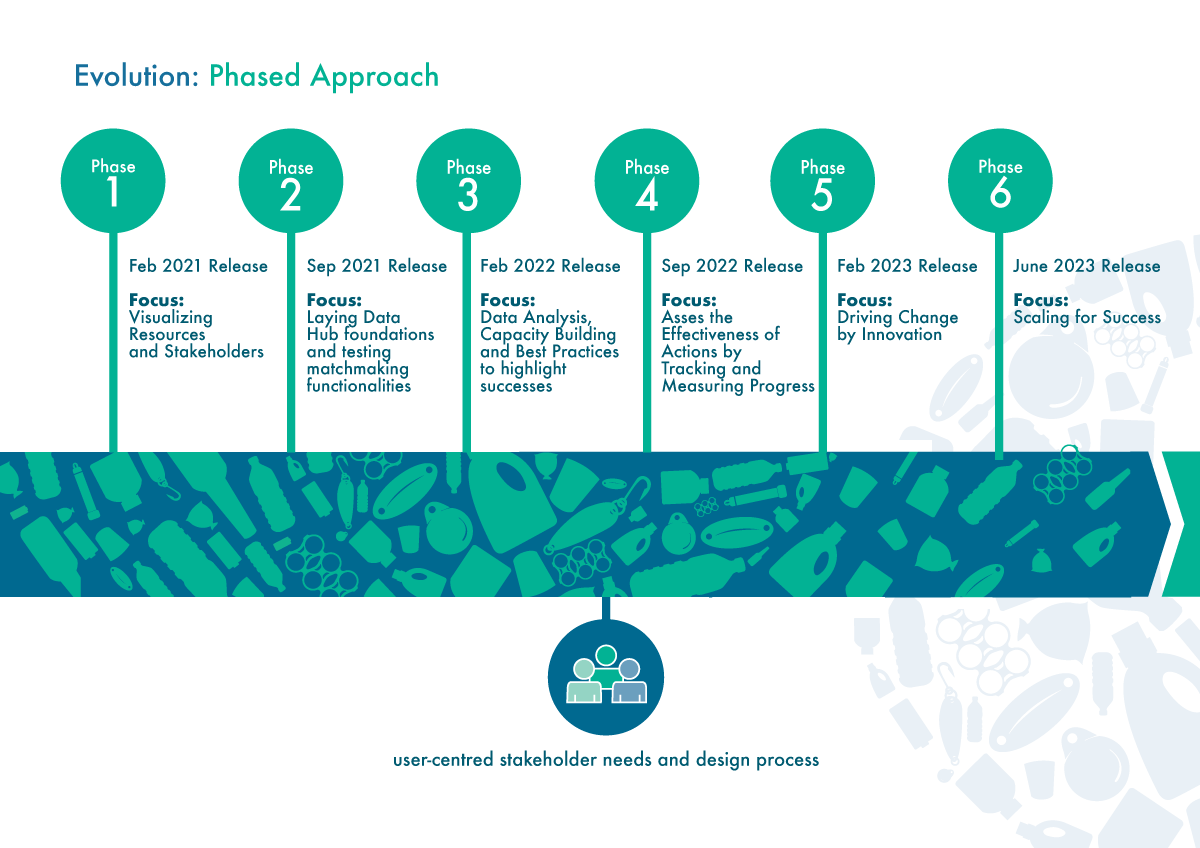 Evolution: Phased Approach
Phase
1
Feb 2021 Release
Focus:
Visualizing
Resources
and Stakeholders
Phase
2
Sep 2021 Release
Focus:
Laying Data
Hub foundations
and testing
matchmaking
functionalities
Phase
3
Feb 2022 Release
Focus:
Data Analysis,
Capacity Building
and Best Practices
to highlight
successes
Phase
4
Sep 2022 Release
Focus:
Asses the
Effectiveness of
Actions by
Tracking and
Measuring Progress
Phase
5
Feb 2023 Release
Focus:
Driving Change
by Innovation
Phase
6
June 2023 Release
Focus:
Scaling for Success
user-centred stakeholder needs and design process